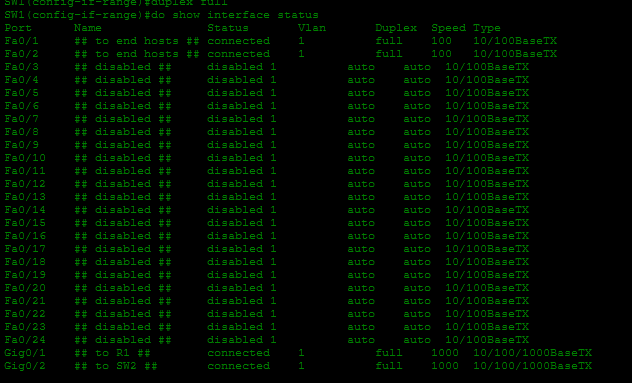 SW1(config-if-range)#duplex full
SW1(config-if-range)#do show interface status
Port Name Status Vlan Duplex Speed Type
Fa0/1 ## to end hosts ## connected 1 full 100 10/100BaseTX
Fa0/2 ## to end hosts ## connected 1 full 100 10/100BaseTX
Fa0/3 ## disabled ## disabled 1 auto auto 10/100BaseTX
Fa0/4 ## disabled ## disabled 1 auto auto 10/100BaseTX
Fa0/5 ## disabled ## disabled 1 auto auto 10/100BaseTX
Fa0/6 ## disabled ## disabled 1 auto auto 10/100BaseTX
Fa0/7 ## disabled ## disabled 1 auto auto 10/100BaseTX
Fa0/8 ## disabled ## disabled 1 auto auto 10/100BaseTX
Fa0/9 ## disabled ## disabled 1 auto auto 10/100BaseTX
Fa0/10 ## disabled ## disabled 1 auto auto 10/100BaseTX
Fa0/11 ## disabled ## disabled 1 auto auto 10/100BaseTX
Fa0/12 ## disabled ## disabled 1 auto auto 10/100BaseTX
Fa0/13 ## disabled ## disabled 1 auto auto 10/100BaseTX
Fa0/14 ## disabled ## disabled 1 auto auto 10/100BaseTX
Fa0/15 ## disabled ## disabled 1 auto auto 10/100BaseTX
Fa0/16 ## disabled ## disabled 1 auto auto 10/100BaseTX
Fa0/17 ## disabled ## disabled 1 auto auto 10/100BaseTX
Fa0/18 ## disabled ## disabled 1 auto auto 10/100BaseTX
Fa0/19 ## disabled ## disabled 1 auto auto 10/100BaseTX
Fa0/20 ## disabled ## disabled 1 auto auto 10/100BaseTX
Fa0/21 ## disabled ## disabled 1 auto auto 10/100BaseTX
Fa0/22 ## disabled ## disabled 1 auto auto 10/100BaseTX
Fa0/23 ## disabled ## disabled 1 auto auto 10/100BaseTX
Fa0/24 ## disabled ## disabled 1 auto auto 10/100BaseTX
Gig0/1 ## to R1 ## connected 1 full 1000 10/100/1000BaseTX
Gig0/2 ## to SW2 ## connected 1 full 1000 10/100/1000BaseTX